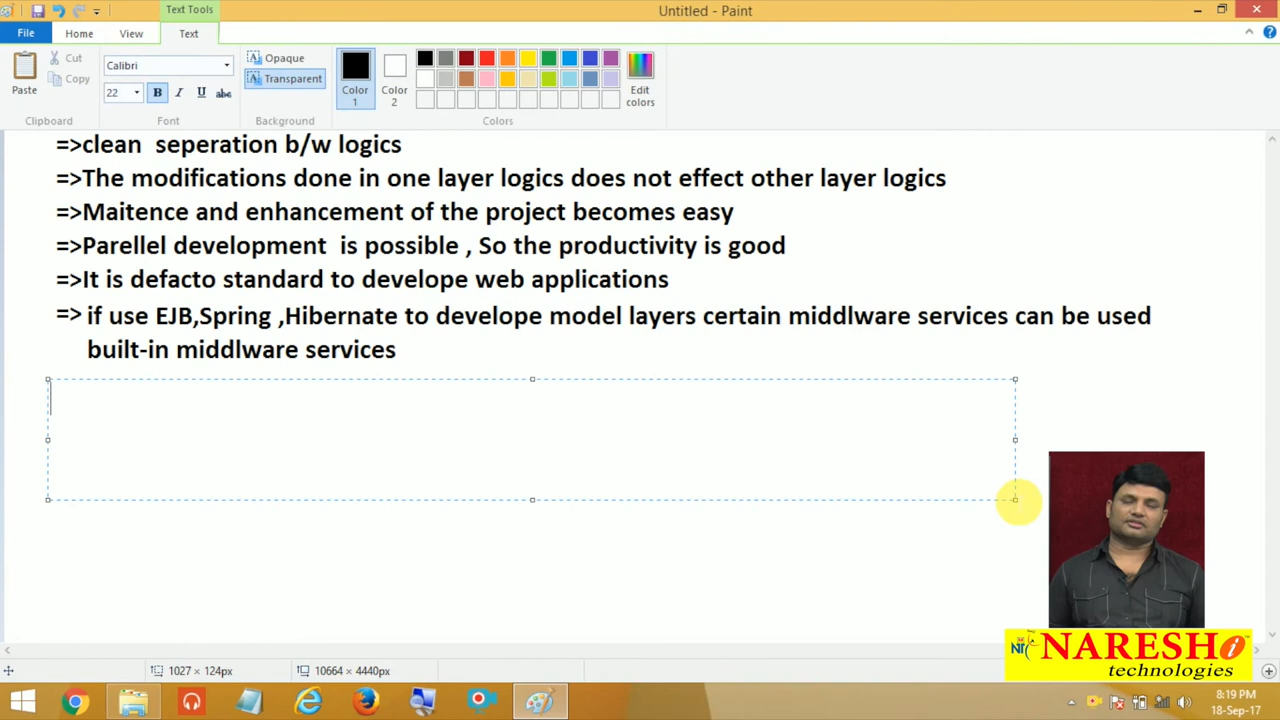 Text Tools
Untitled - Paint
File
Home
View
Text
Cut
Copy
Paste
Clipboard
Calibri
22
B
I
U
abc
Font
Opaque
Transparent
Background
Color
1
Color
2
Edit
colors
Colors
=>clean seperation b/w logics
=>The modifications done in one layer logics does not effect other layer logics
=>Maitence and enhancement of the project becomes easy
=>Parellel development is possible , So the productivity is good
=>It is defacto standard to develope web applications
=> if use EJB,Spring ,Hibernate to develope model layers certain middlware services can be used
built-in middlware services
NARESH i
technologies
1027 × 124px
10664 × 4440px
8:19 PM
18-Sep-17